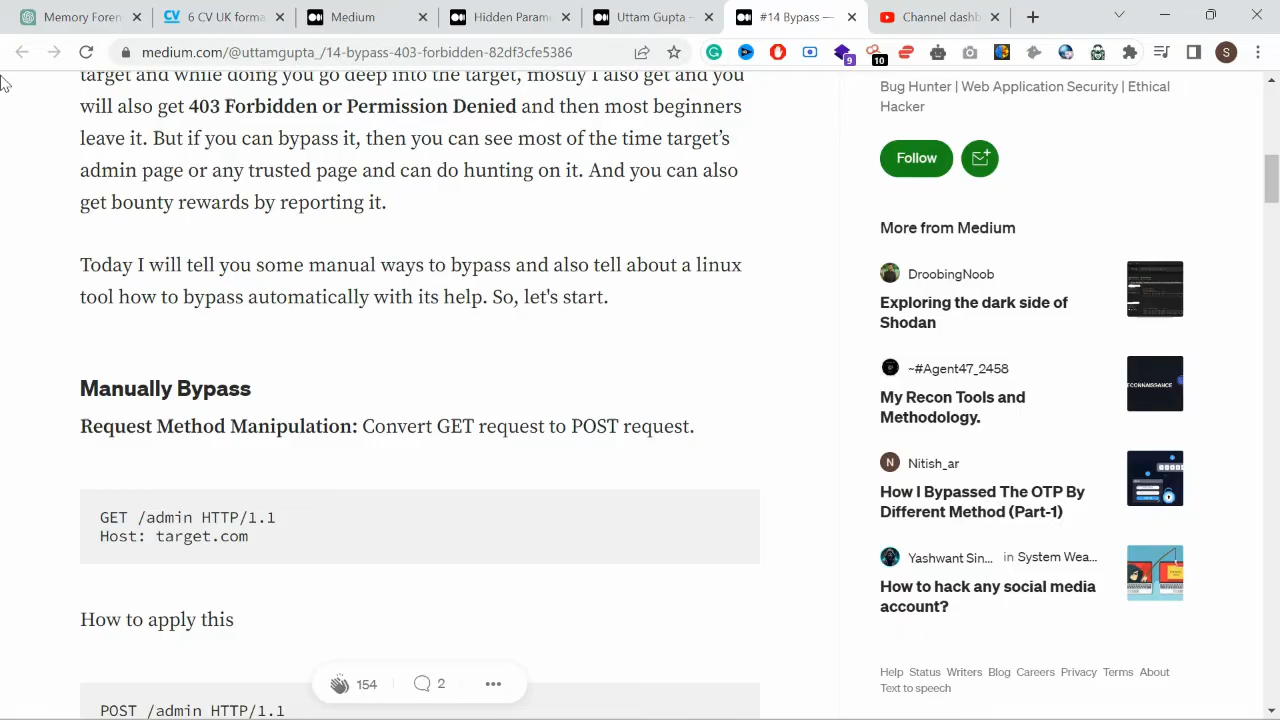 Memory Foren
6 CV UK forma
Medium
Hidden Param
Uttam Gupta –
#14 Bypass —
Channel dashb
medium.com/@uttamgupta_/14-bypass-403-forbidden-82df3cfe5386
9
10
S
target and while doing you go deep into the target, mostly I also get and you
will also get 403 Forbidden or Permission Denied and then most beginners
leave it. But if you can bypass it, then you can see most of the time target's
admin page or any trusted page and can do hunting on it. And you can also
get bounty rewards by reporting it.
Today I will tell you some manual ways to bypass and also tell about a linux
tool how to bypass automatically with its help. So, let's start.
Manually Bypass
Request Method Manipulation: Convert GET request to POST request.
GET /admin HTTP/1.1
Host: target.com
How to apply this
154
2
POST /admin HTTP/1.1
Bug Hunter | Web Application Security | Ethical
Hacker
Follow
More from Medium
DroobingNoob
Exploring the dark side of
Shodan
~#Agent47_2458
My Recon Tools and
Methodology.
ECONNAISSANCE
N
Nitish_ar
How I Bypassed The OTP By
Different Method (Part-1)
Yashwant Sin... in System Wea...
How to hack any social media
account?
Help Status Writers Blog Careers Privacy Terms About
Text to speech